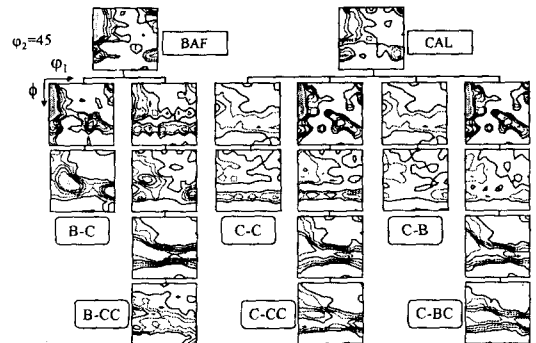 φ₂=45
BAF
CAL
φ₁
ϕ
B-C
C-C
C-B
B-CC
C-CC
C-BC